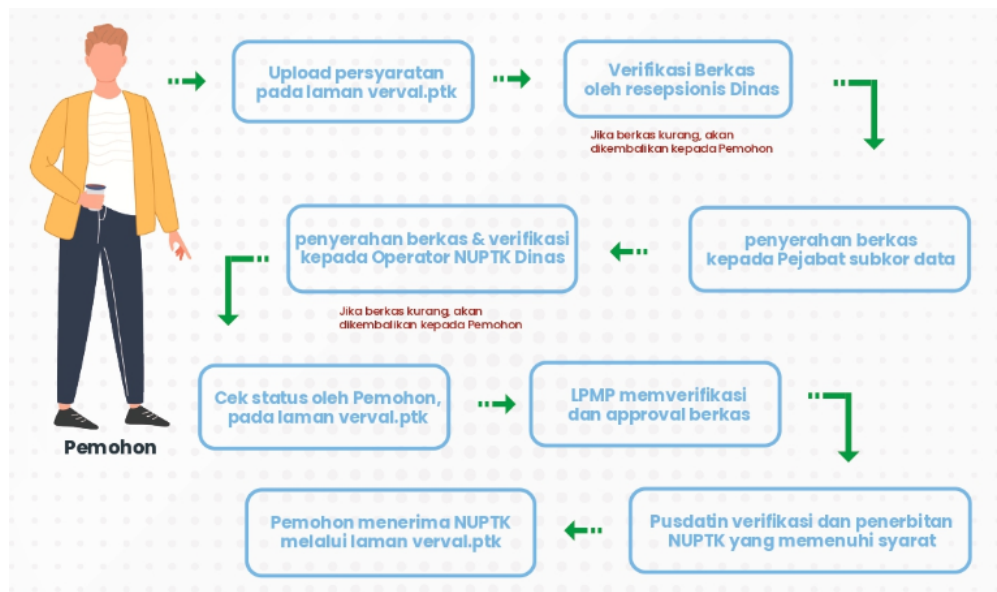 Upload persyaratan
pada laman verval.ptk
Verifikasi Berkas
oleh resepsionis Dinas
Jika berkas kurang, akan
dikembalikan kepada Pemohon
penyerahan berkas
kepada Pejabat subkor data
penyerahan berkas & verifikasi
kepada Operator NUPTK Dinas
Jika berkas kurang, akan
dikembalikan kepada Pemohon
Cek status oleh Pemohon,
pada laman verval.ptk
LPMP memverifikasi
dan approval berkas
Pemohon
Pusdatin verifikasi dan penerbitan
NUPTK yang memenuhi syarat
Pemohon menerima NUPTK
melalui laman verval.ptk